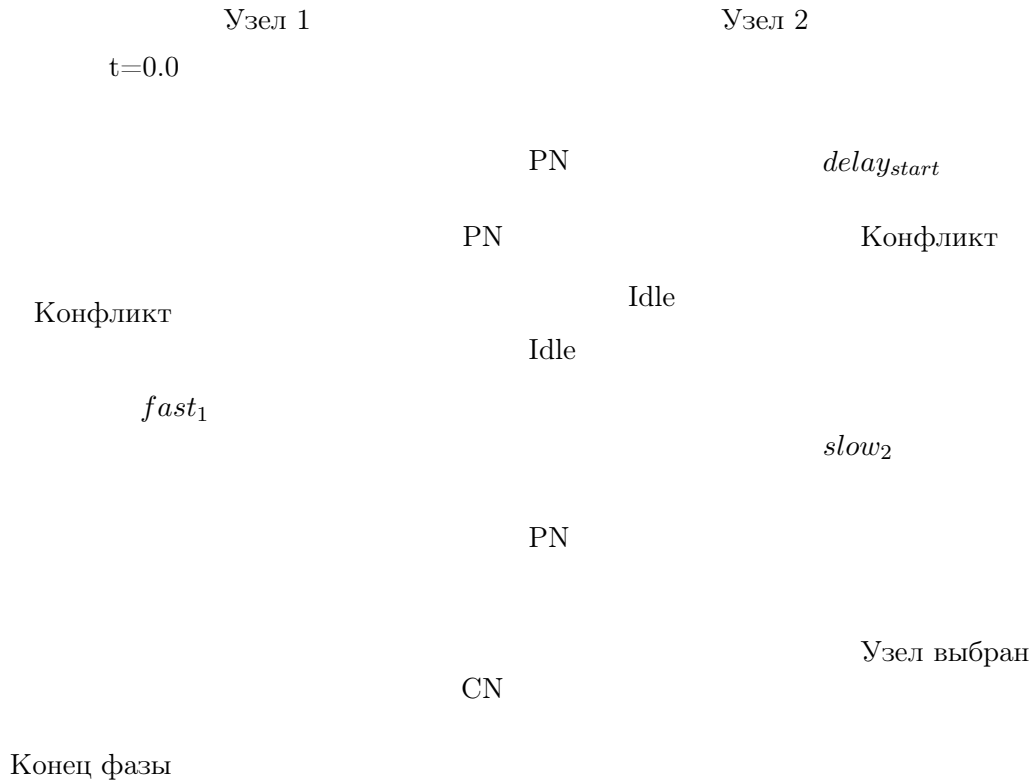 Узел 1
Узел 2
t=0.0
PN
delay_start
PN
Конфликт
Idle
Конфликт
Idle
fast_1
slow_2
PN
Узел выбран
CN
Конец фазы